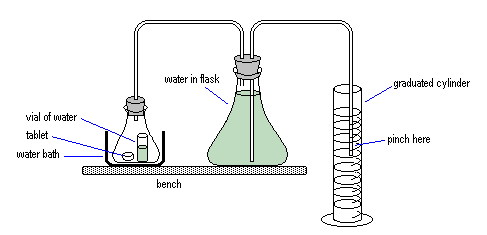 water in flask
graduated cylinder
vial of water
tablet
water bath
pinch here
bench